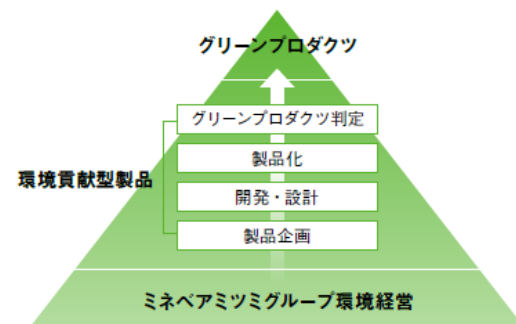 グリーンプロダクツ
グリーンプロダクツ判定
製品化
環境貢献型製品
開発・設計
製品企画
ミネベアミツミグループ環境経営